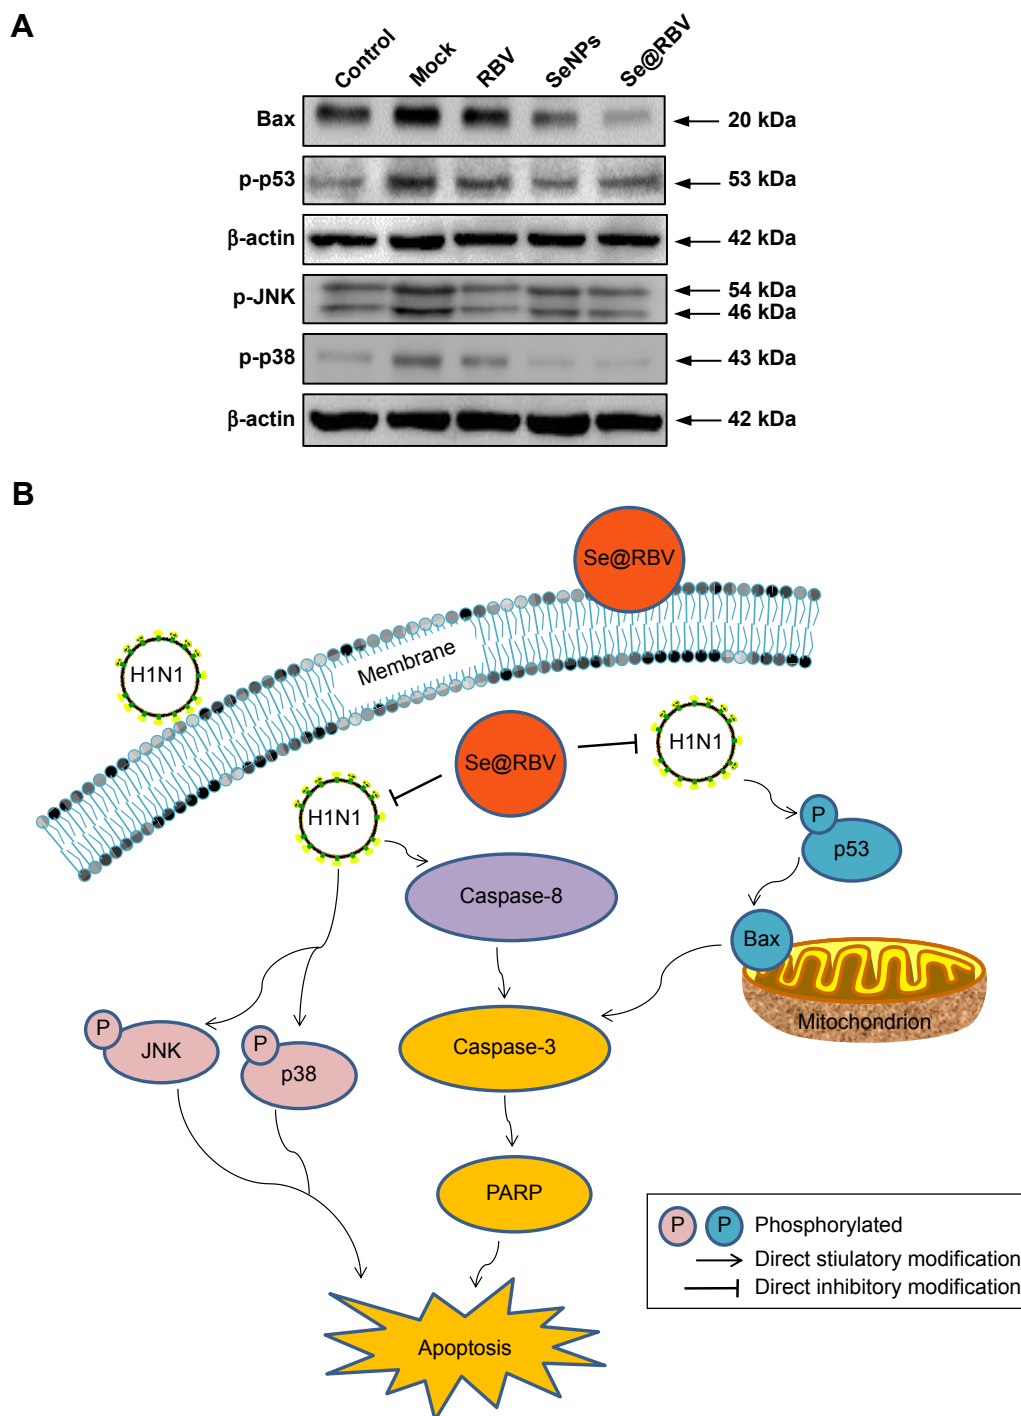 A
Control Mock RBV SeNPs Se@RBV
Bax 20 kDa
p-p53 53 kDa
β-actin 42 kDa
p-JNK 54 kDa
46 kDa
p-p38 43 kDa
β-actin 42 kDa
B
Se@RBV
H1N1
Membrane
Se@RBV
H1N1
H1N1
P
p53
Caspase-8
Bax
Mitochondrion
P
JNK
P
p38
Caspase-3
PARP
P P Phosphorylated
Direct stiulatory modification
Direct inhibitory modification
Apoptosis